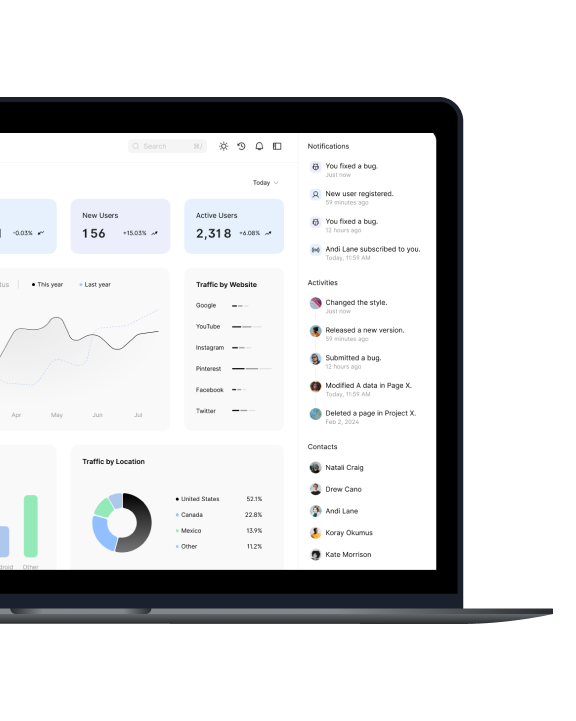 Search
⌘/
Today
New Users
156
+15.03%
Active Users
2,318
+6.08%
-0.03%
This year
Last year
Apr
May
Jun
Jul
Traffic by Website
Google
YouTube
Instagram
Pinterest
Facebook
Twitter
Other
Traffic by Location
United States 52.1%
Canada 22.8%
Mexico 13.9%
Other 11.2%
Notifications
You fixed a bug.
Just now
New user registered.
59 minutes ago
You fixed a bug.
12 hours ago
Andi Lane subscribed to you.
Today, 11:59 AM
Activities
Changed the style.
Just now
Released a new version.
59 minutes ago
Submitted a bug.
12 hours ago
Modified A data in Page X.
Today, 11:59 AM
Deleted a page in Project X.
Feb 2, 2024
Contacts
Natali Craig
Drew Cano
Andi Lane
Koray Okumus
Kate Morrison